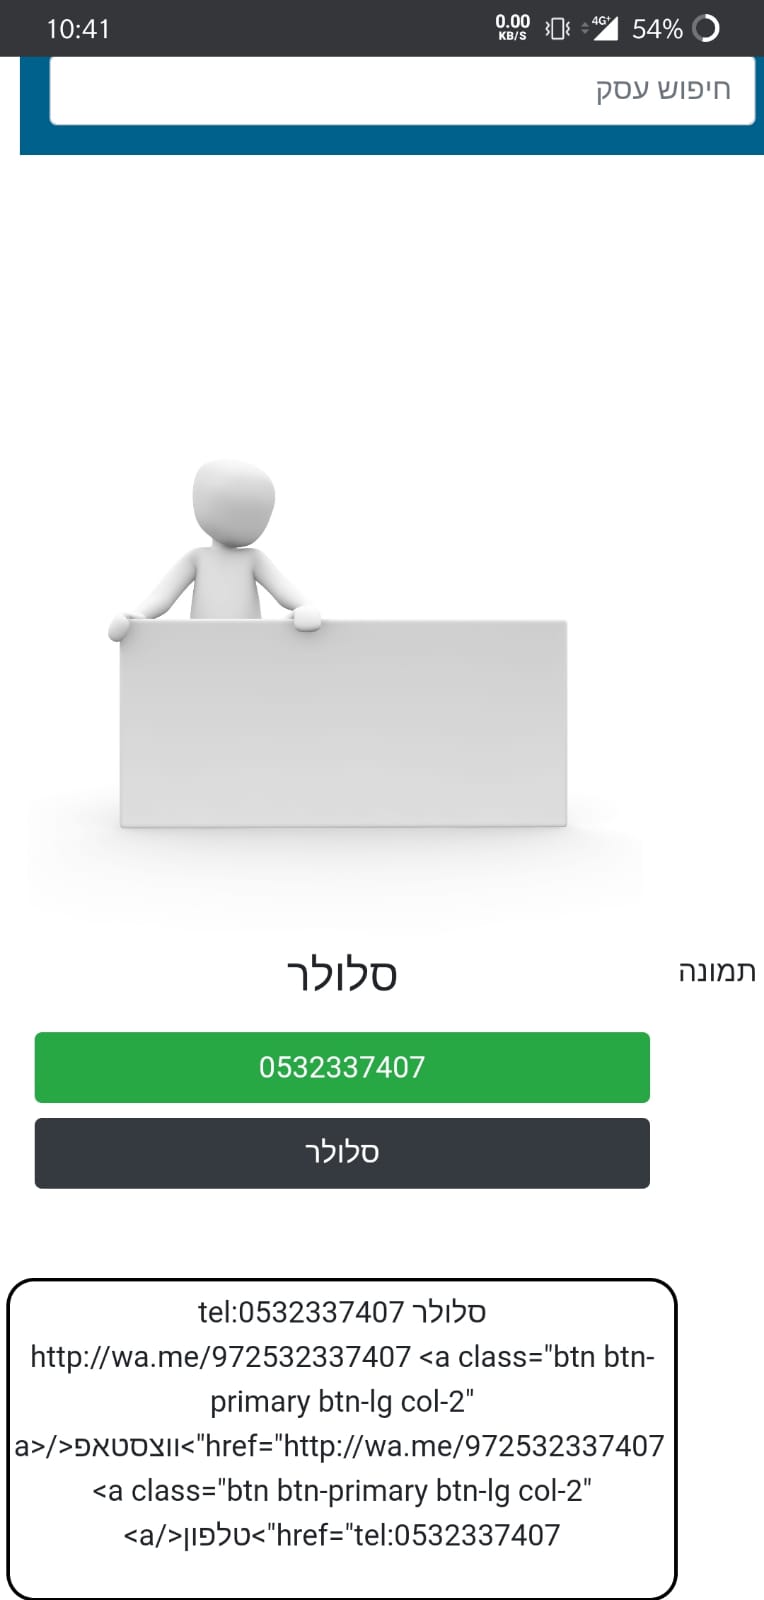 10:41
0.00
KB/S
4G+
54%
חיפוש עסק
תמונה
סלולר
0532337407
סלולר
סלולר tel:0532337407
http://wa.me/972532337407 <a class="btn btn-
primary btn-lg col-2"
href="http://wa.me/972532337407">ווצסטאפ</a>
<a class="btn btn-primary btn-lg col-2"
href="tel:0532337407">טלפון</a>